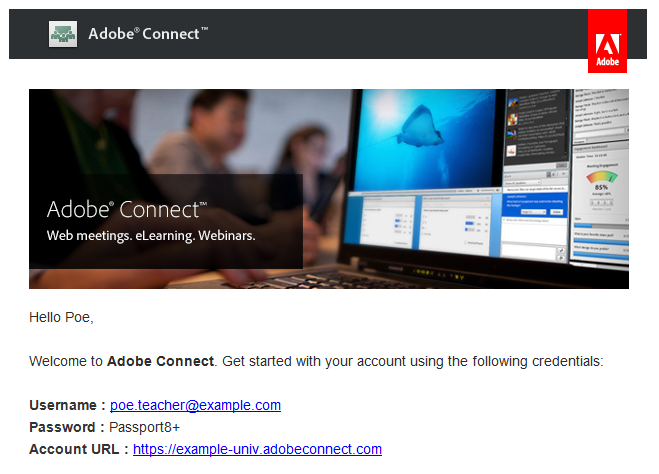 Adobe® Connect™
Adobe
85%
Adobe® Connect™
Web meetings. eLearning. Webinars.
Hello Poe,
Welcome to Adobe Connect. Get started with your account using the following credentials:
Username : poe.teacher@example.com
Password : Passport8+
Account URL : https://example-univ.adobeconnect.com